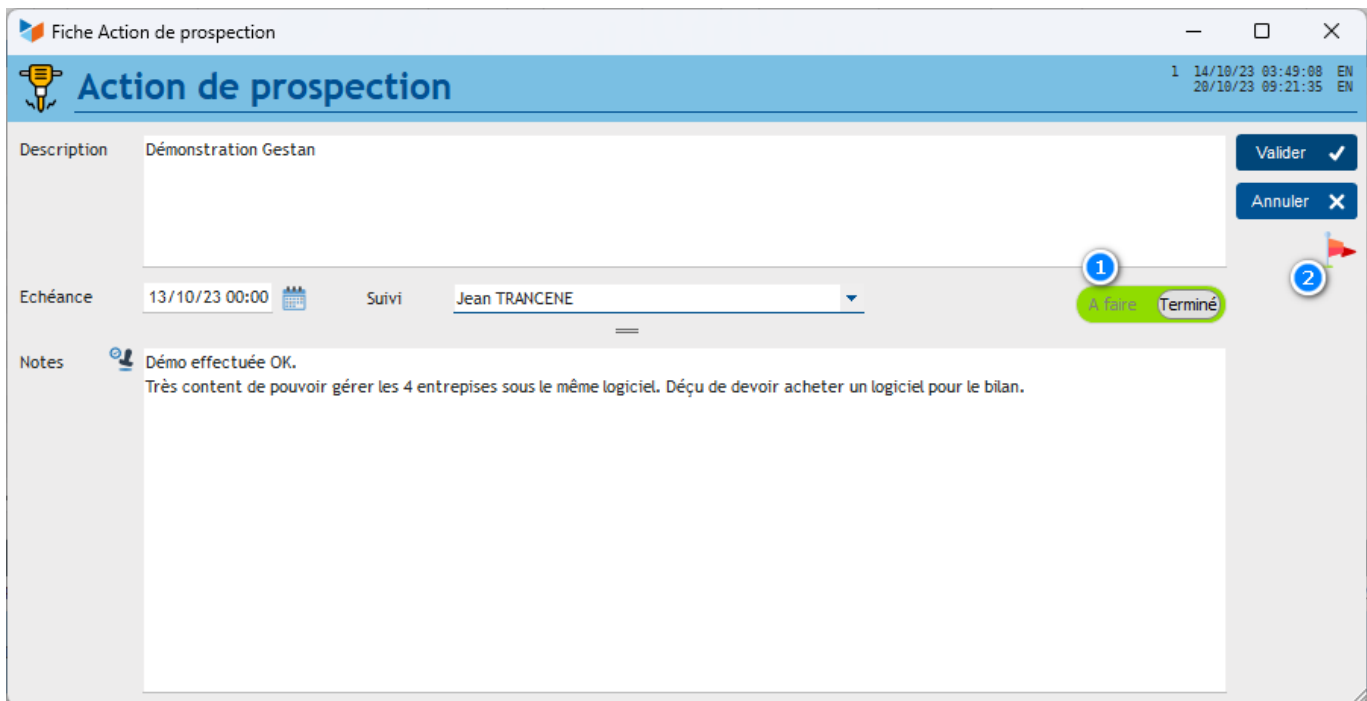 Fiche Action de prospection
Action de prospection
1 14/10/23 03:49:08 EN
20/10/23 09:21:35 EN
Description Démonstration Gestan
Valider
Annuler
1
2
Echéance 13/10/23 00:00 Suivi Jean TRANCENE A faire Terminé
Notes Démo effectuée OK.
Très content de pouvoir gérer les 4 entrepises sous le même logiciel. Déçu de devoir acheter un logiciel pour le bilan.